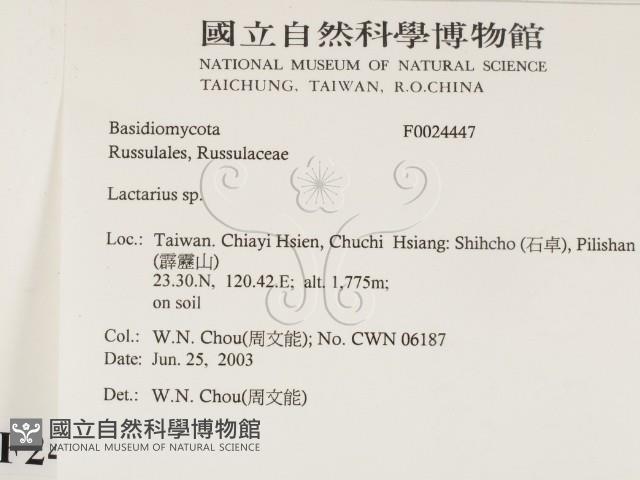 國立自然科學博物館
NATIONAL MUSEUM OF NATURAL SCIENCE
TAICHUNG, TAIWAN, R.O.CHINA
Basidiomycota F0024447
Russulales, Russulaceae
Lactarius sp.
Loc.: Taiwan. Chiayi Hsien, Chuchi Hsiang: Shihcho (石卓), Pilishan
(霹靂山)
23.30.N, 120.42.E; alt. 1,775m;
on soil
Col.: W.N. Chou(周文能); No. CWN 06187
Date: Jun. 25, 2003
Det.: W.N. Chou(周文能)
國立自然科學博物館
NATIONAL MUSEUM OF NATURAL SCIENCE